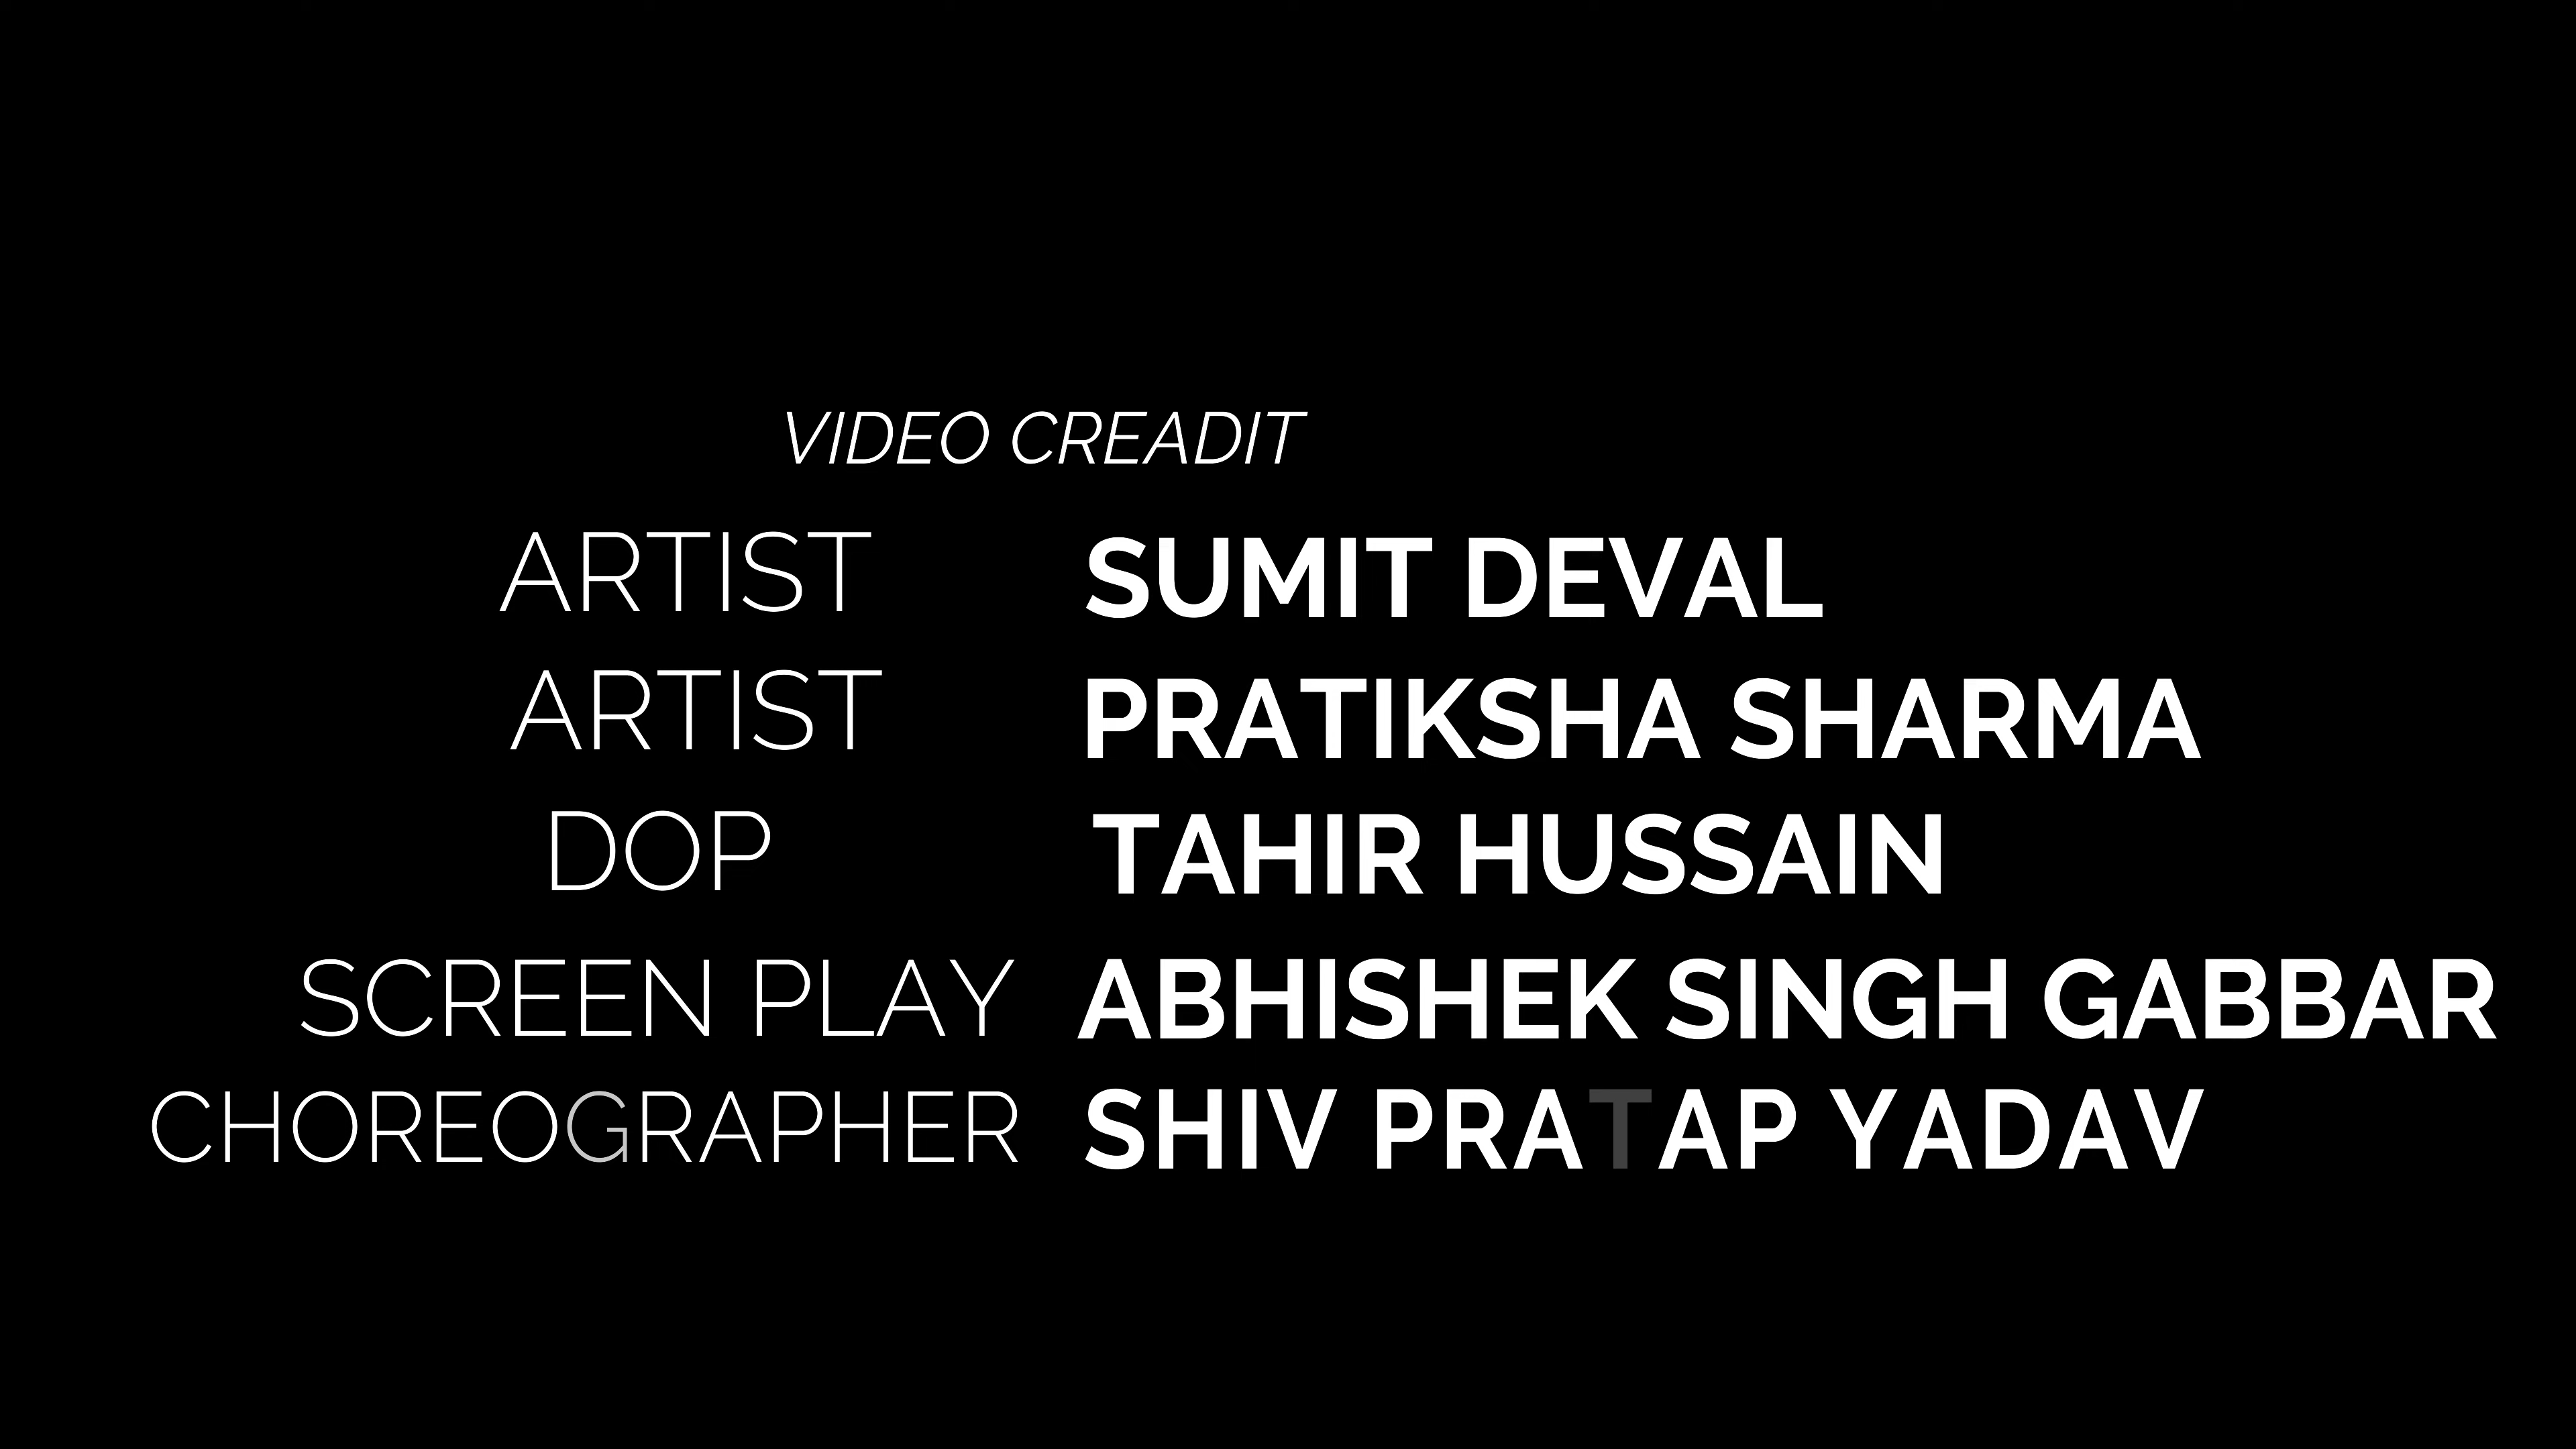 VIDEO CREADIT
ARTIST SUMIT DEVAL
ARTIST PRATIKSHA SHARMA
DOP TAHIR HUSSAIN
SCREEN PLAY ABHISHEK SINGH GABBAR
CHOREOGRAPHER SHIV PRATAP YADAV